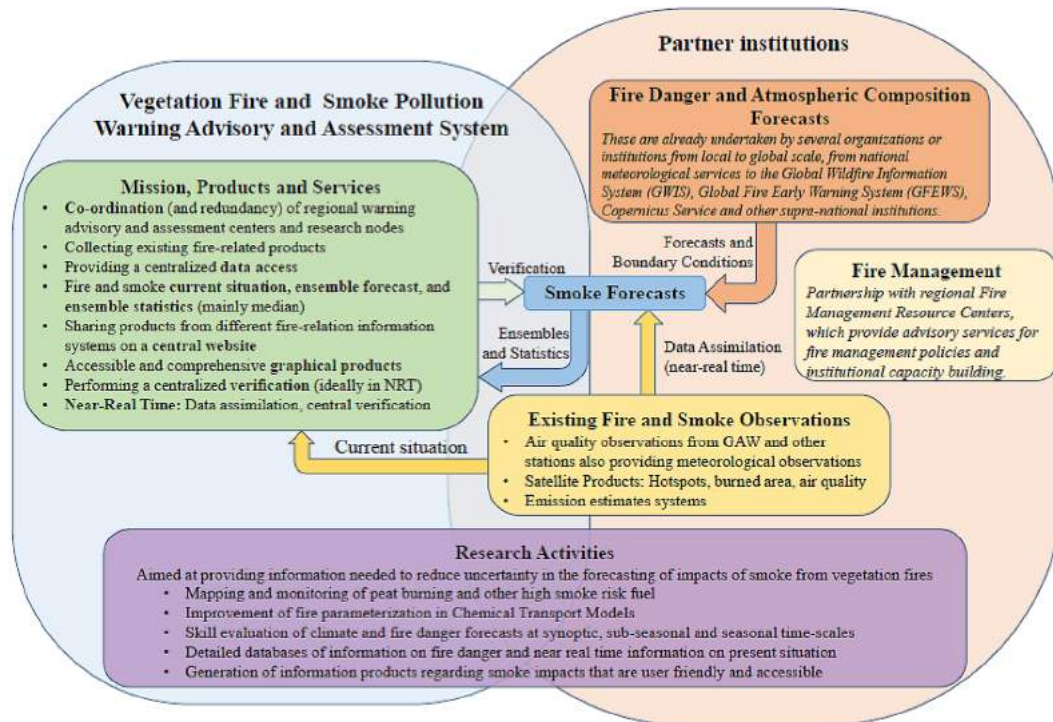 Partner institutions
Vegetation Fire and Smoke Pollution
Warning Advisory and Assessment System
Fire Danger and Atmospheric Composition
Forecasts
These are already undertaken by several organizations or
institutions from local to global scale, from national
meteorological services to the Global Wildfire Information
System (GWIS), Global Fire Early Warning System (GFEWS),
Copernicus Service and other supra-national institutions.
Mission, Products and Services
• Co-ordination (and redundancy) of regional warning
advisory and assessment centers and research nodes
• Collecting existing fire-related products
• Providing a centralized data access
• Fire and smoke current situation, ensemble forecast, and
ensemble statistics (mainly median)
• Sharing products from different fire-relation information
systems on a central website
• Accessible and comprehensive graphical products
• Performing a centralized verification (ideally in NRT)
• Near-Real Time: Data assimilation, central verification
Verification
Smoke Forecasts
Forecasts and
Boundary Conditions
Ensembles
and Statistics
Data Assimilation
(near-real time)
Fire Management
Partnership with regional Fire
Management Resource Centers,
which provide advisory services for
fire management policies and
institutional capacity building.
Existing Fire and Smoke Observations
• Air quality observations from GAW and other
stations also providing meteorological observations
• Satellite Products: Hotspots, burned area, air quality
• Emission estimates systems
Current situation
Research Activities
Aimed at providing information needed to reduce uncertainty in the forecasting of impacts of smoke from vegetation fires
• Mapping and monitoring of peat burning and other high smoke risk fuel
• Improvement of fire parameterization in Chemical Transport Models
• Skill evaluation of climate and fire danger forecasts at synoptic, sub-seasonal and seasonal time-scales
• Detailed databases of information on fire danger and near real time information on present situation
• Generation of information products regarding smoke impacts that are user friendly and accessible